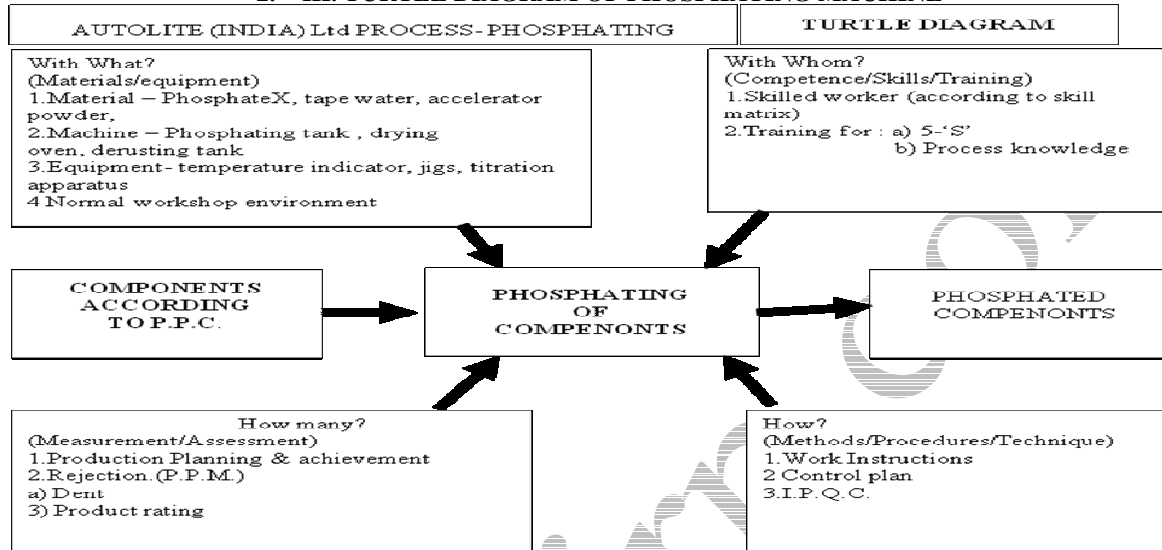 AUTOLITE (INDIA) Ltd PROCESS- PHOSPHATING
TURTLE DIAGRAM
With What?
(Materials/equipment)
1.Material – PhosphateX, tape water, accelerator
powder,
2.Machine – Phosphating tank , drying
oven, derusting tank
3.Equipment- temperature indicator, jigs, titration
apparatus
4 Normal workshop environment
With Whom?
(Competence/Skills/Training)
1.Skilled worker (according to skill
matrix)
2.Training for : a) 5-‘S’
b) Process knowledge
COMPONENTS
ACCORDING
TO P.P.C.
PHOSPHATING
OF
COMPENONTS
PHOSPHATED
COMPENONTS
How many?
(Measurement/Assessment)
1.Production Planning & achievement
2.Rejection.(P.P.M.)
a) Dent
3) Product rating
How?
(Methods/Procedures/Technique)
1.Work Instructions
2 Control plan
3.I.P.Q.C.